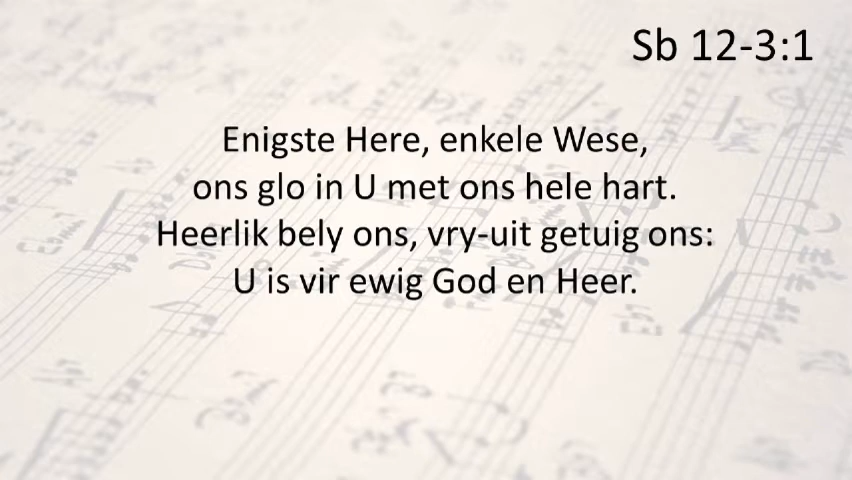 Sb 12-3:1
Enigste Here, enkele Wese,
ons glo in U met ons hele hart.
Heerlik bely ons, vry-uit getuig ons:
U is vir ewig God en Heer.